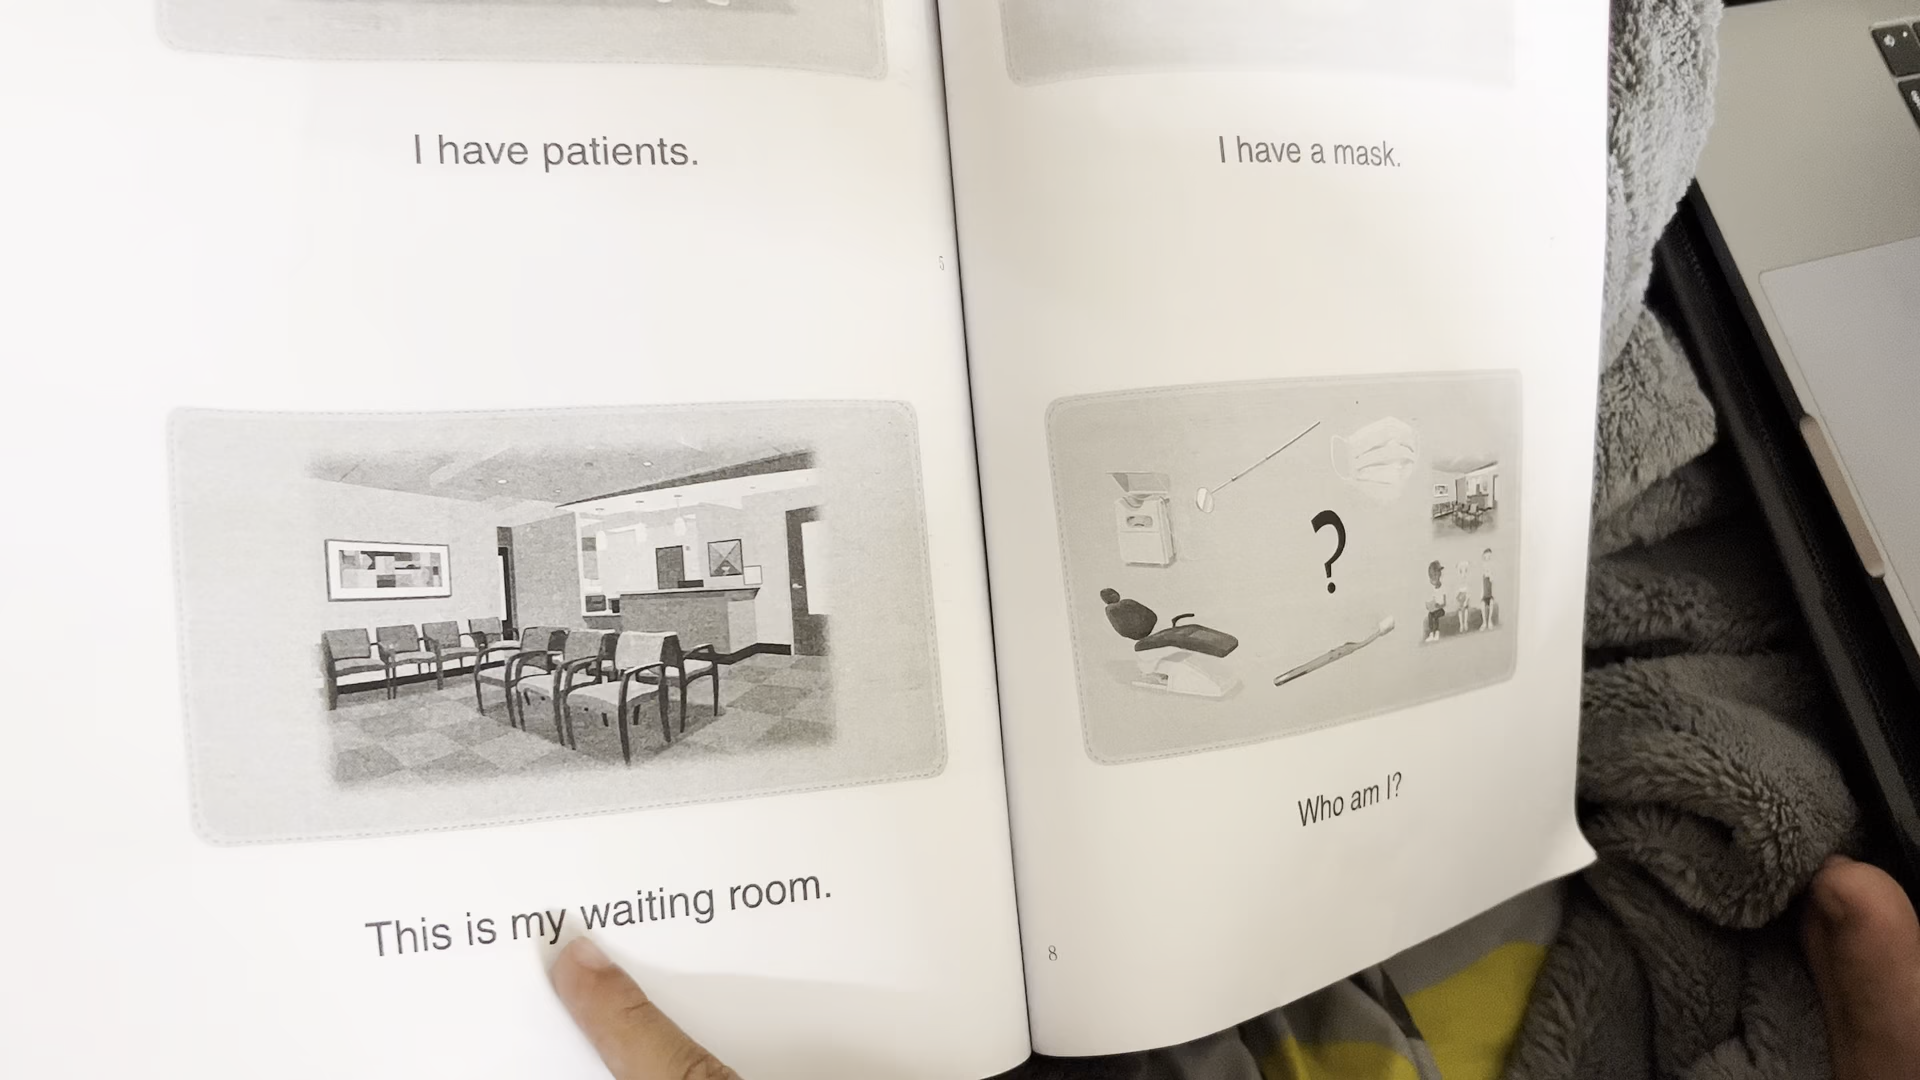 I have patients.
5
This is my waiting room.
I have a mask.
?
Who am I?
8